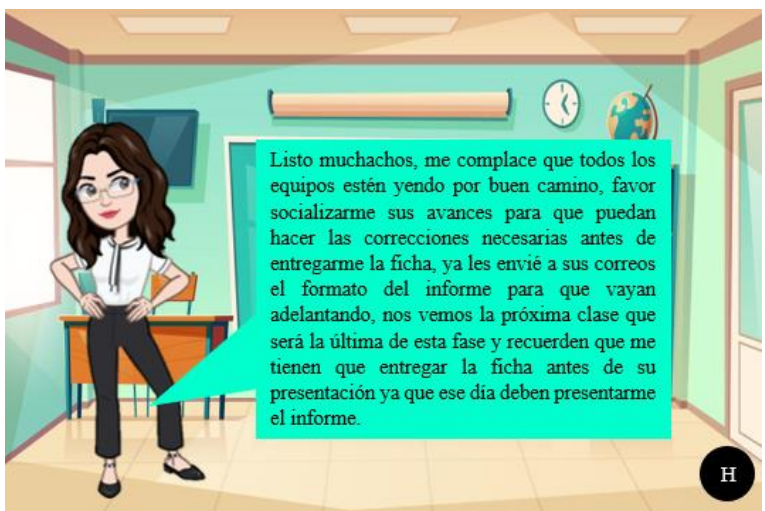 Listo muchachos, me complace que todos los
equipos estén yendo por buen camino, favor
socializarme sus avances para que puedan
hacer las correcciones necesarias antes de
entregarme la ficha, ya les envié a sus correos
el formato del informe para que vayan
adelantando, nos vemos la próxima clase que
será la última de esta fase y recuerden que me
tienen que entregar la ficha antes de su
presentación ya que ese día deben presentarme
el informe.
H